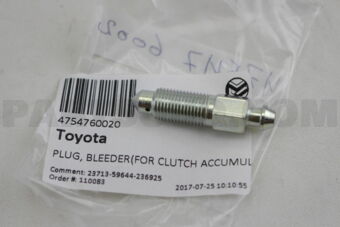 4754760020
Toyota
PLUG, BLEEDER(FOR CLUTCH ACCUMUL
Comment: 23713-59644-236925
Order #: 110083
2017-07-25 10:10:55